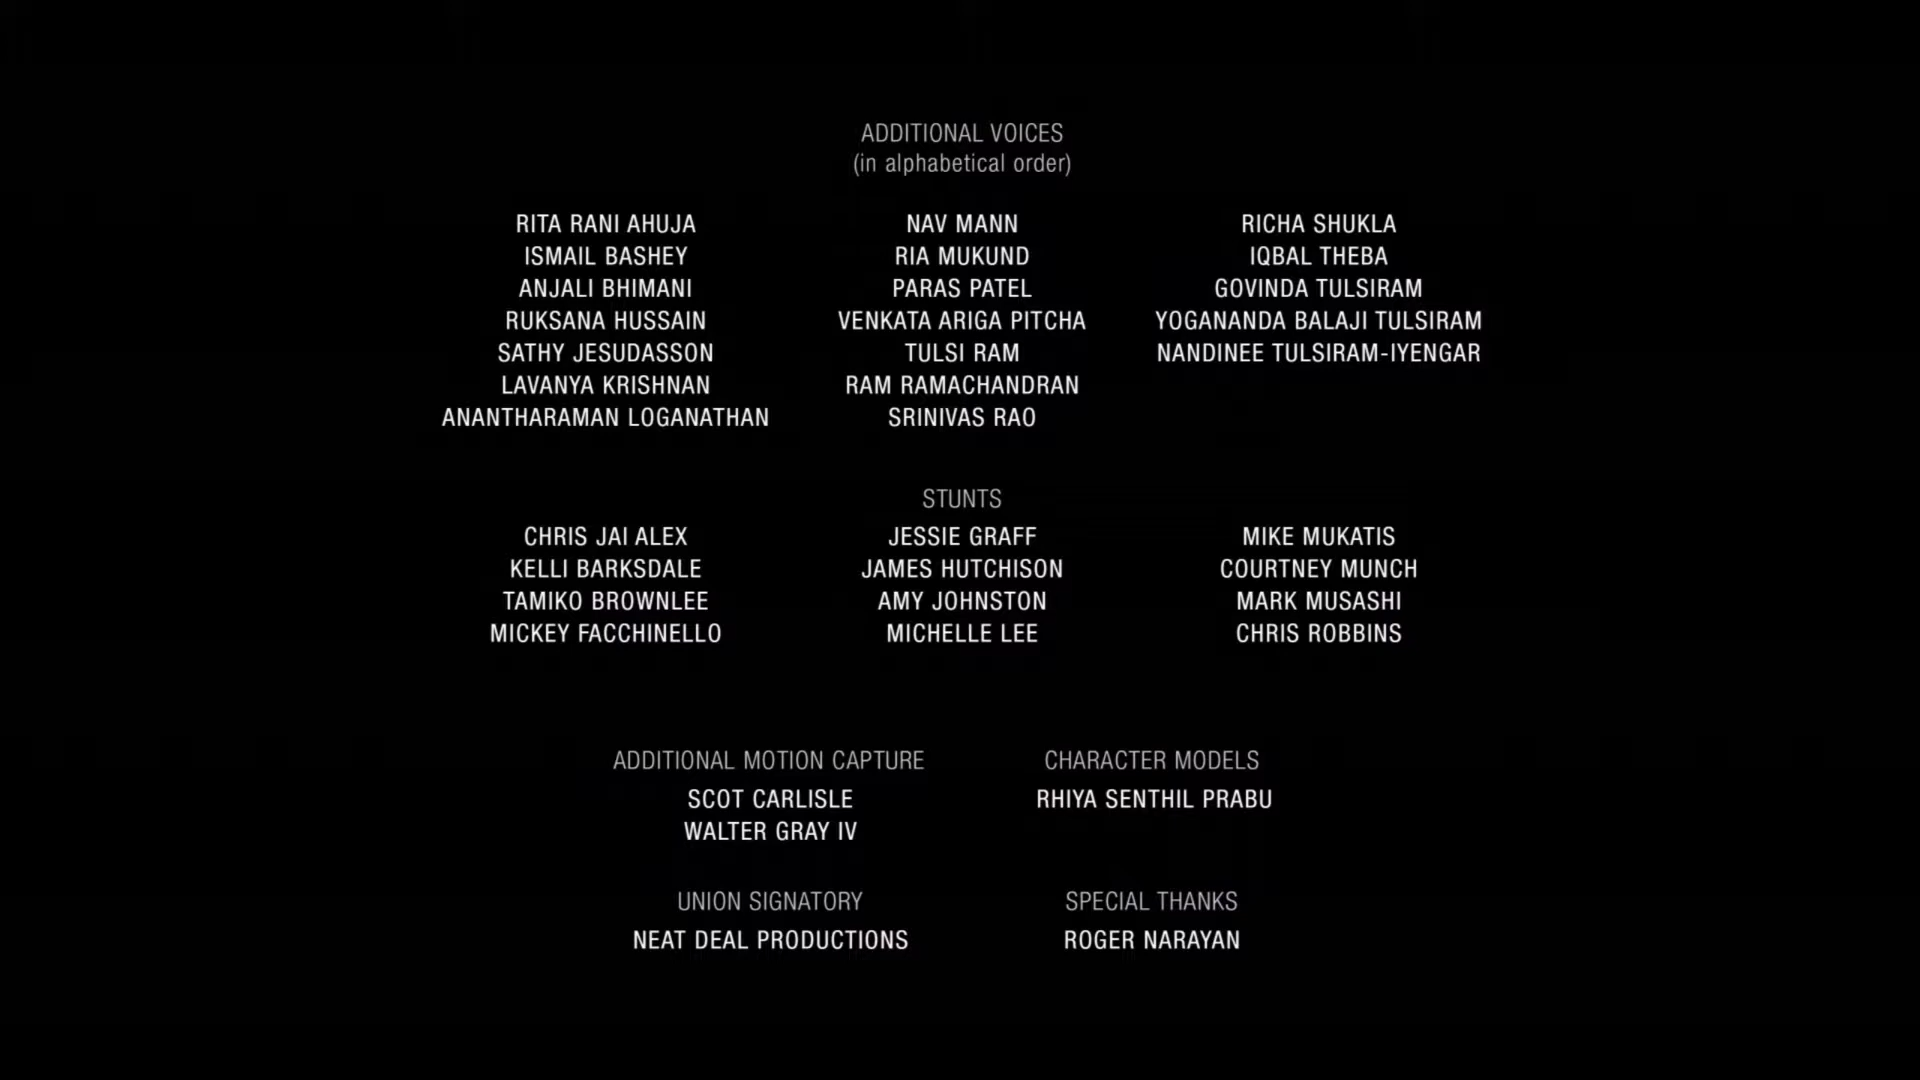 ADDITIONAL VOICES
(in alphabetical order)
RITA RANI AHUJA
ISMAIL BASHEY
ANJALI BHIMANI
RUKSANA HUSSAIN
SATHY JESUDASSON
LAVANYA KRISHNAN
ANANTHARAMAN LOGANATHAN
NAV MANN
RIA MUKUND
PARAS PATEL
VENKATA ARIGA PITCHA
TULSI RAM
RAM RAMACHANDRAN
SRINIVAS RAO
RICHA SHUKLA
IQBAL THEBA
GOVINDA TULSIRAM
YOGANANDA BALAJI TULSIRAM
NANDINEE TULSIRAM-IYENGAR
STUNTS
CHRIS JAI ALEX
KELLI BARKSDALE
TAMIKO BROWNLEE
MICKEY FACCHINELLO
JESSIE GRAFF
JAMES HUTCHISON
AMY JOHNSTON
MICHELLE LEE
MIKE MUKATIS
COURTNEY MUNCH
MARK MUSASHI
CHRIS ROBBINS
ADDITIONAL MOTION CAPTURE
SCOT CARLISLE
WALTER GRAY IV
CHARACTER MODELS
RHIYA SENTHIL PRABU
UNION SIGNATORY
NEAT DEAL PRODUCTIONS
SPECIAL THANKS
ROGER NARAYAN